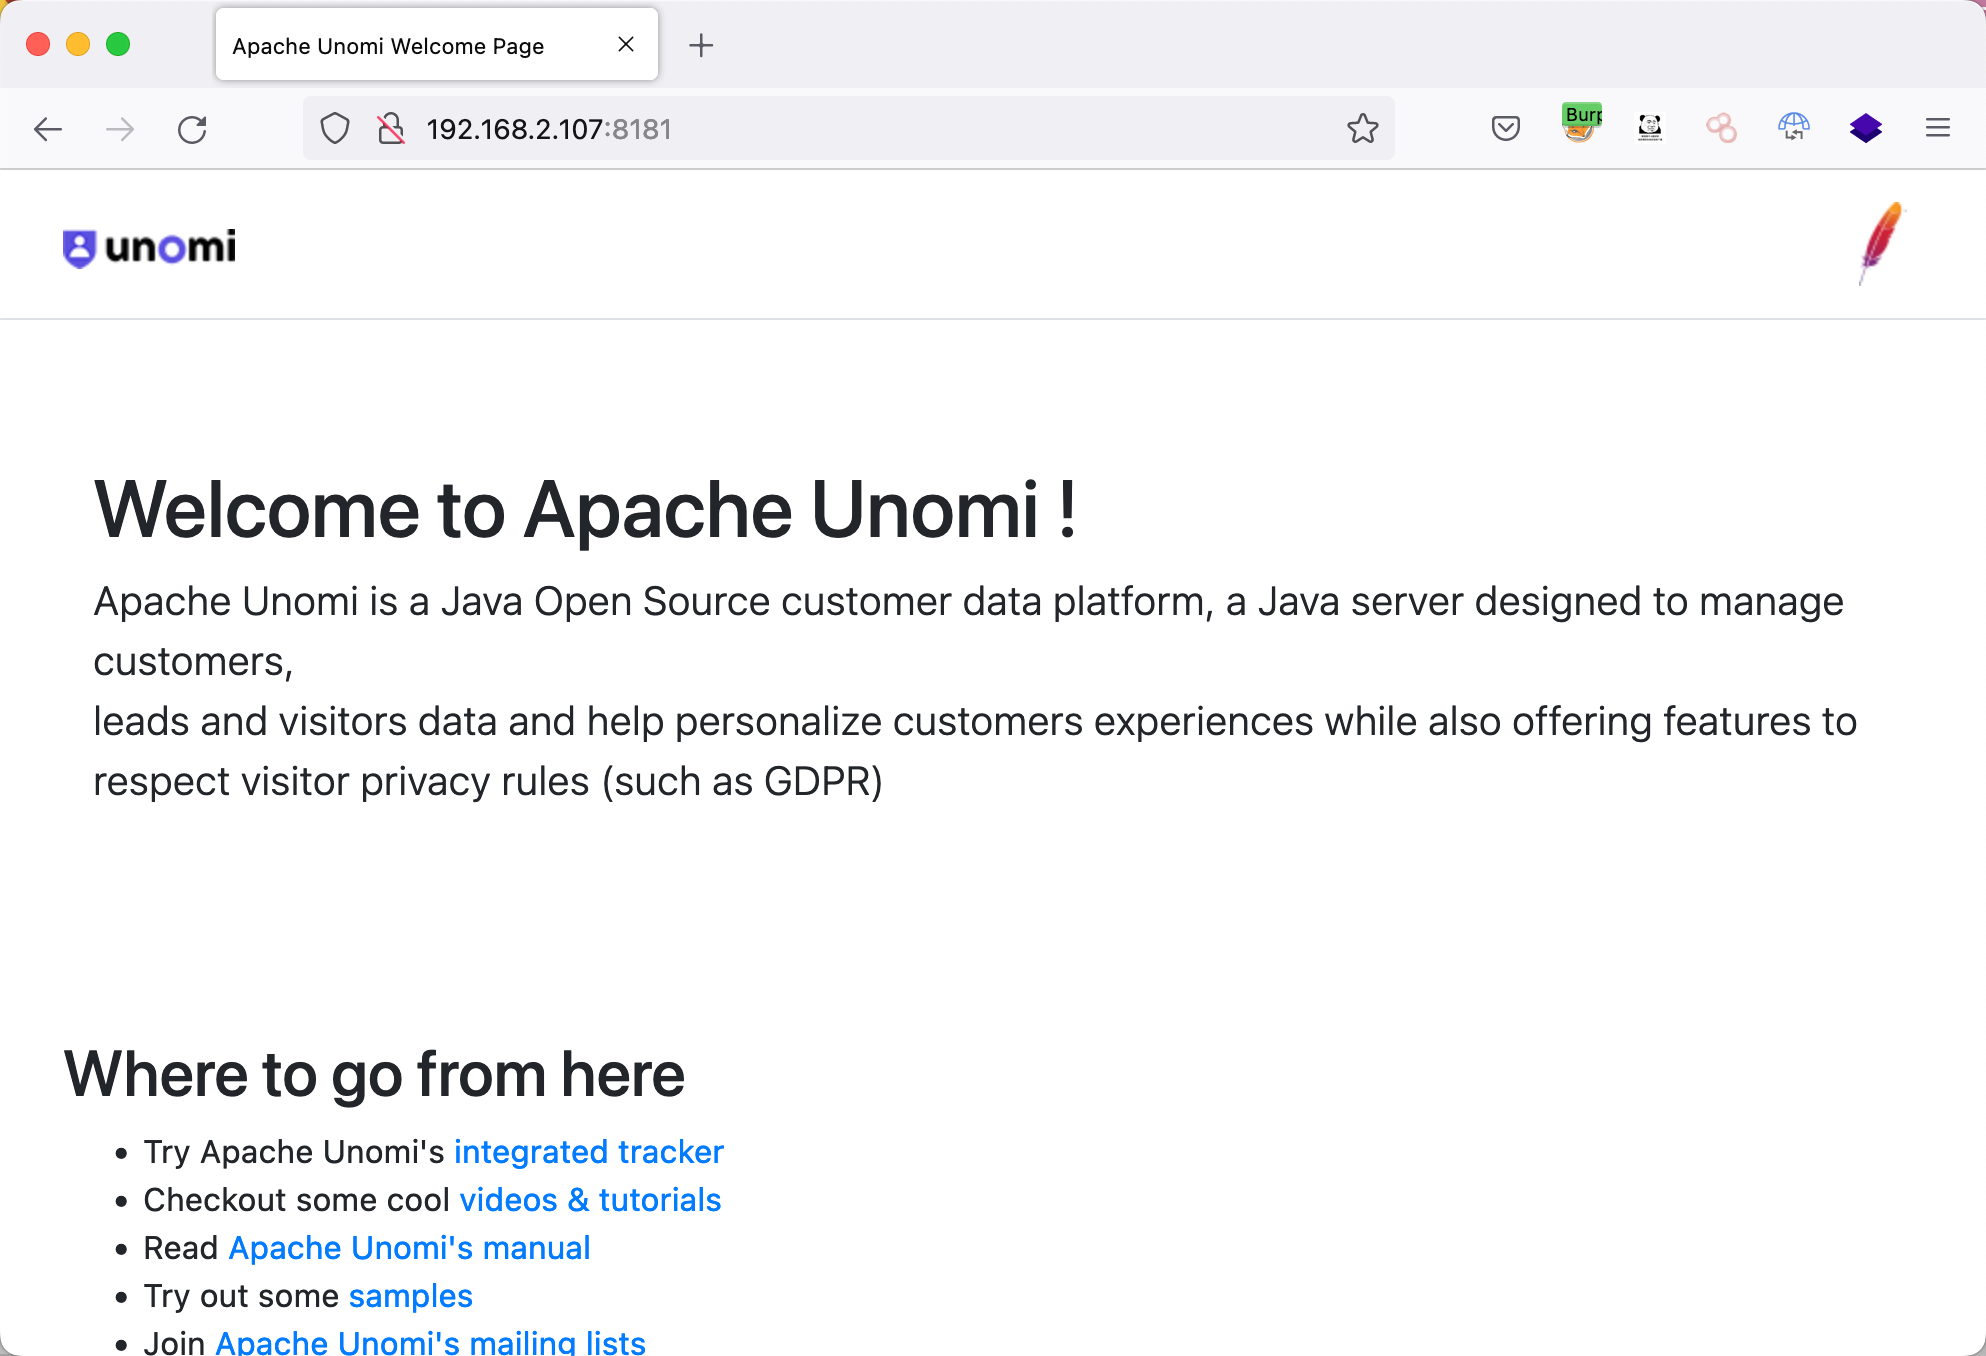 Apache Unomi Welcome Page
192.168.2.107:8181
Burp
unomi
Welcome to Apache Unomi !
Apache Unomi is a Java Open Source customer data platform, a Java server designed to manage
customers,
leads and visitors data and help personalize customers experiences while also offering features to
respect visitor privacy rules (such as GDPR)
Where to go from here
Try Apache Unomi's integrated tracker
Checkout some cool videos & tutorials
Read Apache Unomi's manual
Try out some samples
Join Apache Unomi's mailing lists